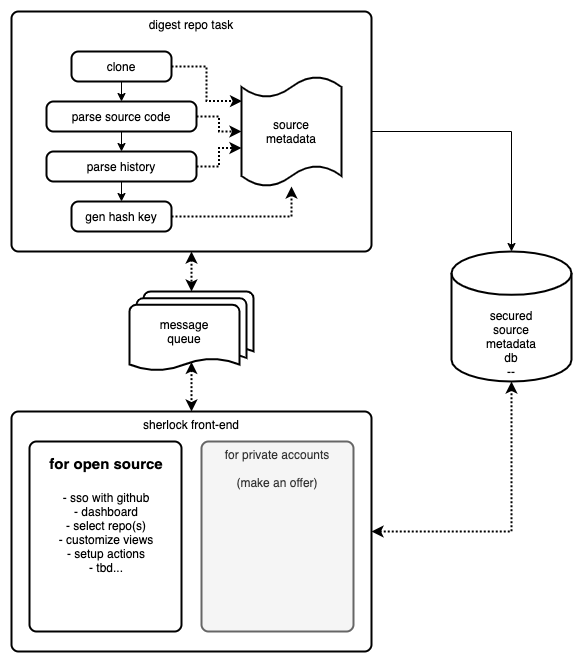 digest repo task
clone
parse source code
parse history
gen hash key
source
metadata
message
queue
secured
source
metadata
db
--
sherlock front-end
for open source
- sso with github
- dashboard
- select repo(s)
- customize views
- setup actions
- tbd...
for private accounts
(make an offer)